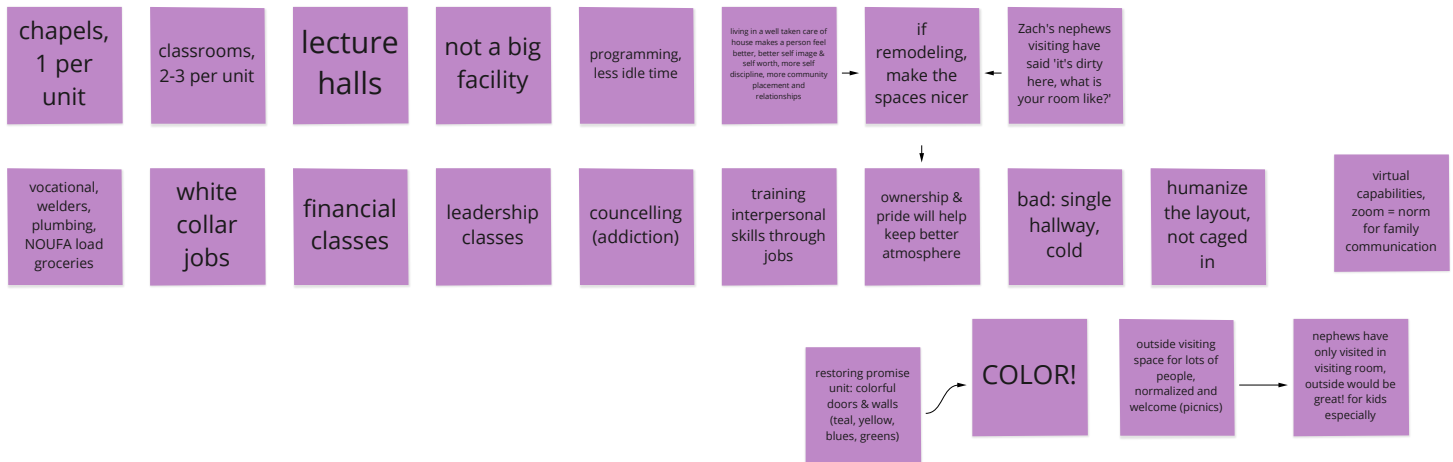 chapels,
1 per
unit
classrooms,
2-3 per unit
lecture
halls
not a big
facility
programming,
less idle time
living in a well taken care of
house makes a person feel
better, better self image &
self worth, more self
discipline, more community
placement and
relationships
if
remodeling,
make the
spaces nicer
Zach's nephews
visiting have
said 'it's dirty
here, what is
your room like?'
vocational,
welders,
plumbing,
NOUFA load
groceries
white
collar
jobs
financial
classes
leadership
classes
councelling
(addiction)
training
interpersonal
skills through
jobs
ownership &
pride will help
keep better
atmosphere
bad: single
hallway,
cold
humanize
the layout,
not caged
in
virtual
capabilities,
zoom = norm
for family
communication
restoring promise
unit: colorful
doors & walls
(teal, yellow,
blues, greens)
COLOR!
outside visiting
space for lots of
people,
normalized and
welcome (picnics)
nephews have
only visited in
visiting room,
outside would be
great! for kids
especially